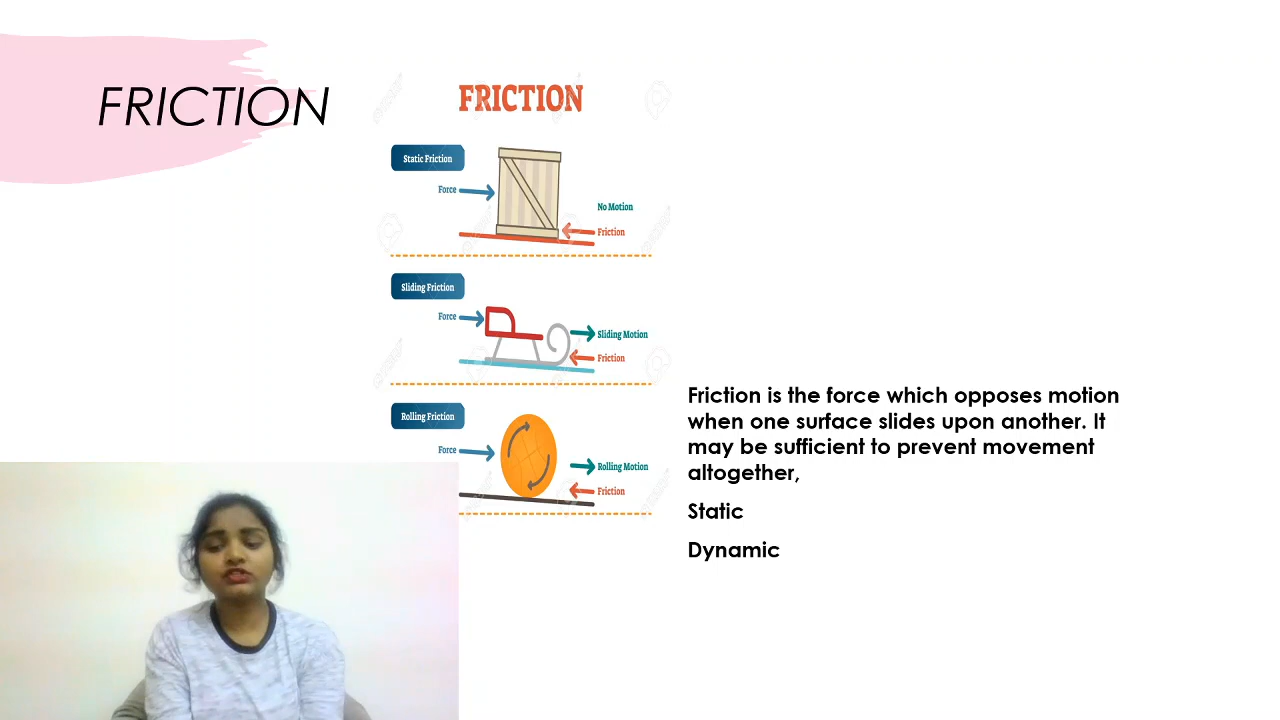 FRICTION
FRICTION
Static Friction
Force
No Motion
Friction
Sliding Friction
Force
Sliding Motion
Friction
Rolling Friction
Force
Rolling Motion
Friction
Friction is the force which opposes motion
when one surface slides upon another. It
may be sufficient to prevent movement
altogether,
Static
Dynamic